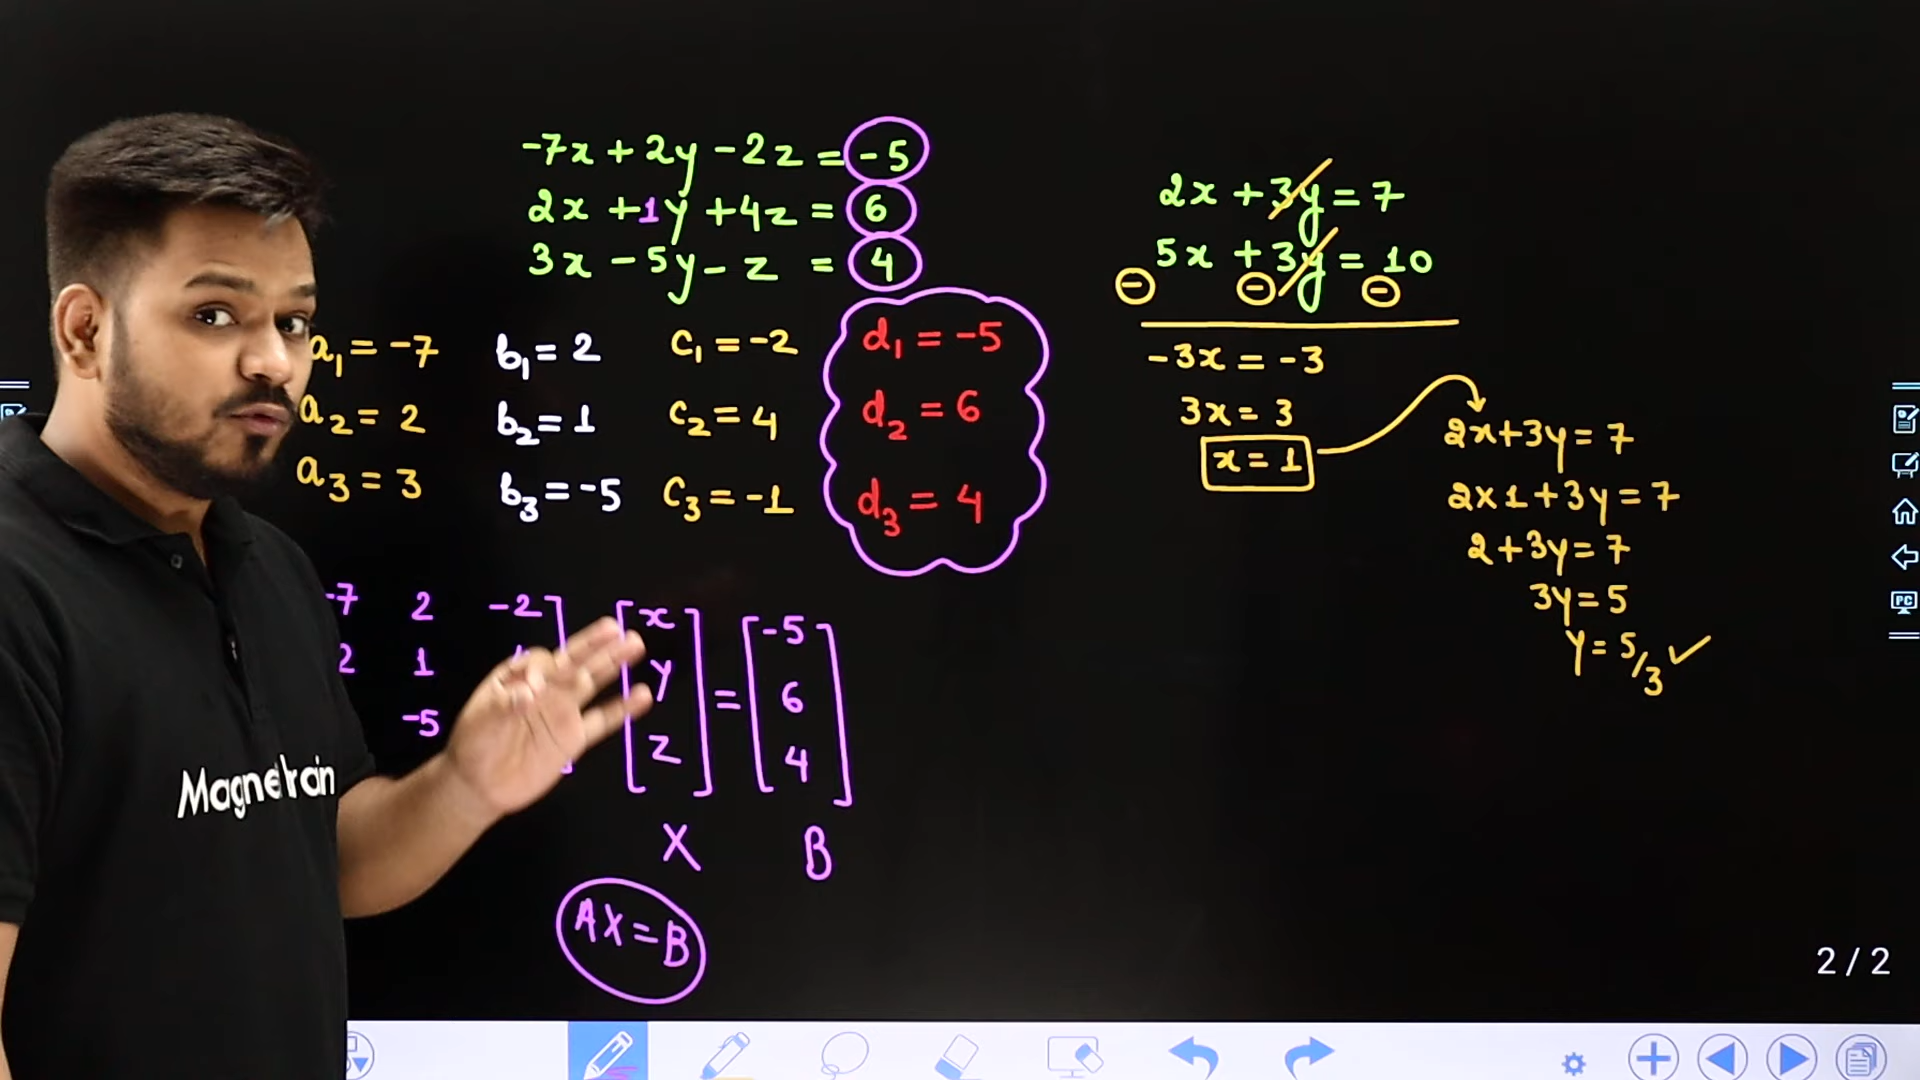 -7x + 2y - 2z = -5
2x + 1y + 4z = 6
3x - 5y - z = 4
a₁ = -7 b₁ = 2 c₁ = -2 d₁ = -5
a₂ = 2 b₂ = 1 c₂ = 4 d₂ = 6
a₃ = 3 b₃ = -5 c₃ = -1 d₃ = 4
-7 2 -2 x -5
2 1 y = 6
-5 z 4
X B
AX = B
2x + 3y = 7
5x + 3y = 10
- - -
-3x = -3
3x = 3
x = 1
2x + 3y = 7
2x1 + 3y = 7
2 + 3y = 7
3y = 5
y = 5/3 ✓
Magnet rain
2 / 2
PC